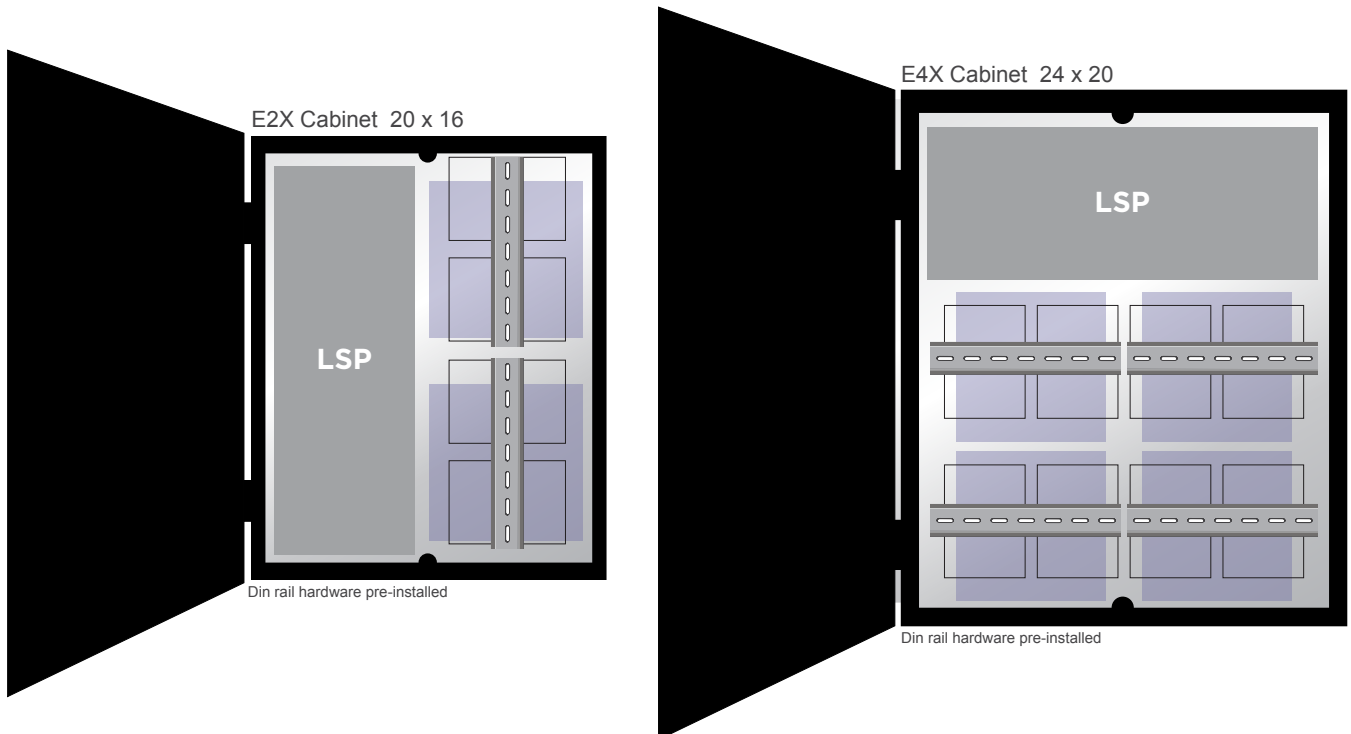 E2X Cabinet 20 x 16
LSP
Din rail hardware pre-installed
E4X Cabinet 24 x 20
LSP
Din rail hardware pre-installed